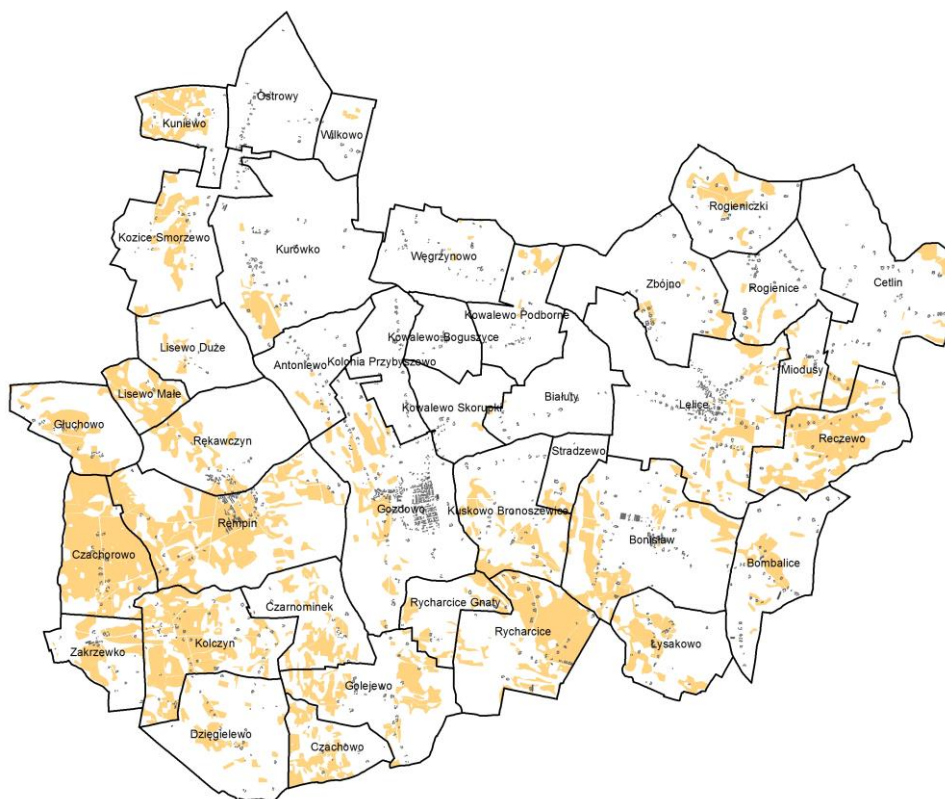 Ostrowy
Kuniewo
Wilkowo
Rogieniczki
Kozice Smorzewo
Kurówko
Węgrzynowo
Zbójno
Rogienice
Cetlin
Kowalewo Podborne
Kowalewo Boguszyce
Lisewo Duże
Antoniewo
Kolonia Przybyszewo
Miodusy
Lisewo Małe
Białuty
Lelice
Kowalewo Skorupki
Głuchowo
Rękawczyn
Reczewo
Stradzewo
Gozdowo
Kuskowo Bronoszewice
Rempin
Bonisław
Czachorowo
Bombalice
Rycharcice Gnaty
Czarnominek
Rycharcice
Kolczyn
Łysakowo
Zakrzewko
Golejewo
Dzięgielewo
Czachowo